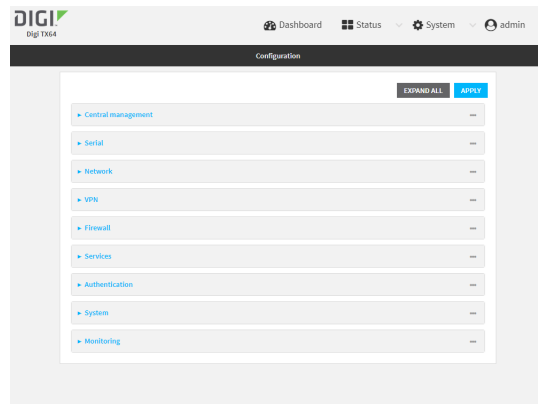 DIGI
Digi TX64
Dashboard Status System admin
Configuration
EXPAND ALL APPLY
Central management
Serial
Network
VPN
Firewall
Services
Authentication
System
Monitoring